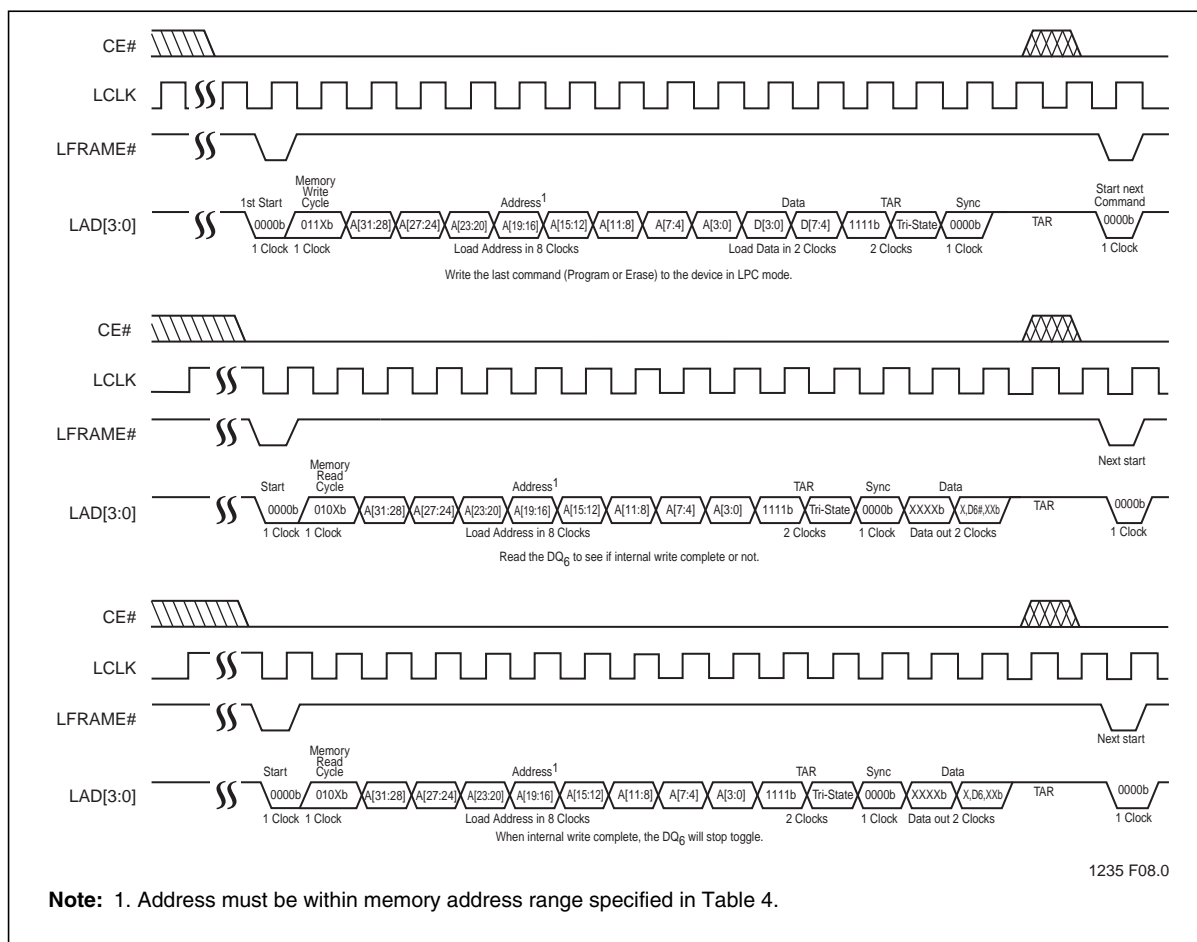 CE#
LCLK
LFRAME#
Memory
Write
Cycle
1st Start
Address1
Data
TAR
Sync
Start next
Command
LAD[3:0]
0000b 011Xb A[31:28] A[27:24] A[23:20] A[19:16] A[15:12] A[11:8] A[7:4] A[3:0] D[3:0] D[7:4] 1111b Tri-State 0000b TAR 0000b
1 Clock 1 Clock Load Address in 8 Clocks Load Data in 2 Clocks 2 Clocks 1 Clock 1 Clock
Write the last command (Program or Erase) to the device in LPC mode.
CE#
LCLK
LFRAME#
Next start
Memory
Read
Cycle
Start
Address1
TAR
Sync
Data
LAD[3:0]
0000b 010Xb A[31:28] A[27:24] A[23:20] A[19:16] A[15:12] A[11:8] A[7:4] A[3:0] 1111b Tri-State 0000b XXXXb X,D6#,XXb TAR 0000b
1 Clock 1 Clock Load Address in 8 Clocks 2 Clocks 1 Clock Data out 2 Clocks 1 Clock
Read the DQ6 to see if internal write complete or not.
CE#
LCLK
LFRAME#
Next start
Memory
Read
Cycle
Start
Address1
TAR
Sync
Data
LAD[3:0]
0000b 010Xb A[31:28] A[27:24] A[23:20] A[19:16] A[15:12] A[11:8] A[7:4] A[3:0] 1111b Tri-State 0000b XXXXb X,D6,XXb TAR 0000b
1 Clock 1 Clock Load Address in 8 Clocks 2 Clocks 1 Clock Data out 2 Clocks 1 Clock
When internal write complete, the DQ6 will stop toggle.
1235 F08.0
Note: 1. Address must be within memory address range specified in Table 4.